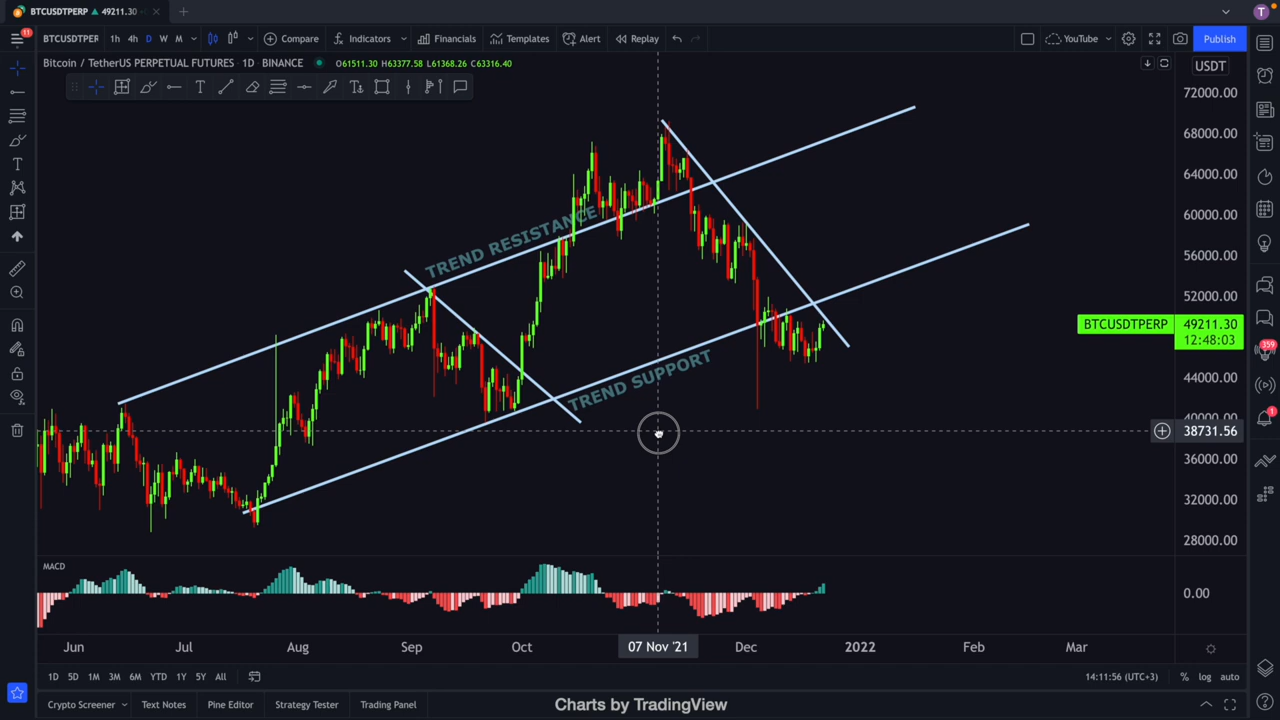 BTCUSDTPERP ▲ 49211.30
T
11
BTCUSDTPERP 1h 4h D W M Compare Indicators Financials Templates Alert Replay YouTube Publish
Bitcoin / TetherUS PERPETUAL FUTURES · 1D · BINANCE O61511.30 H63377.58 L61368.26 C63316.40
USDT
72000.00
68000.00
64000.00
60000.00
56000.00
52000.00
TREND RESISTANCE
BTCUSDTPERP 49211.30
12:48:03
359
TREND SUPPORT
44000.00
40000.00
38731.56
1
36000.00
32000.00
28000.00
MACD
0.00
Jun Jul Aug Sep Oct 07 Nov '21 Dec 2022 Feb Mar
1D 5D 1M 3M 6M YTD 1Y 5Y All 14:11:56 (UTC+3) % log auto
Crypto Screener Text Notes Pine Editor Strategy Tester Trading Panel Charts by TradingView